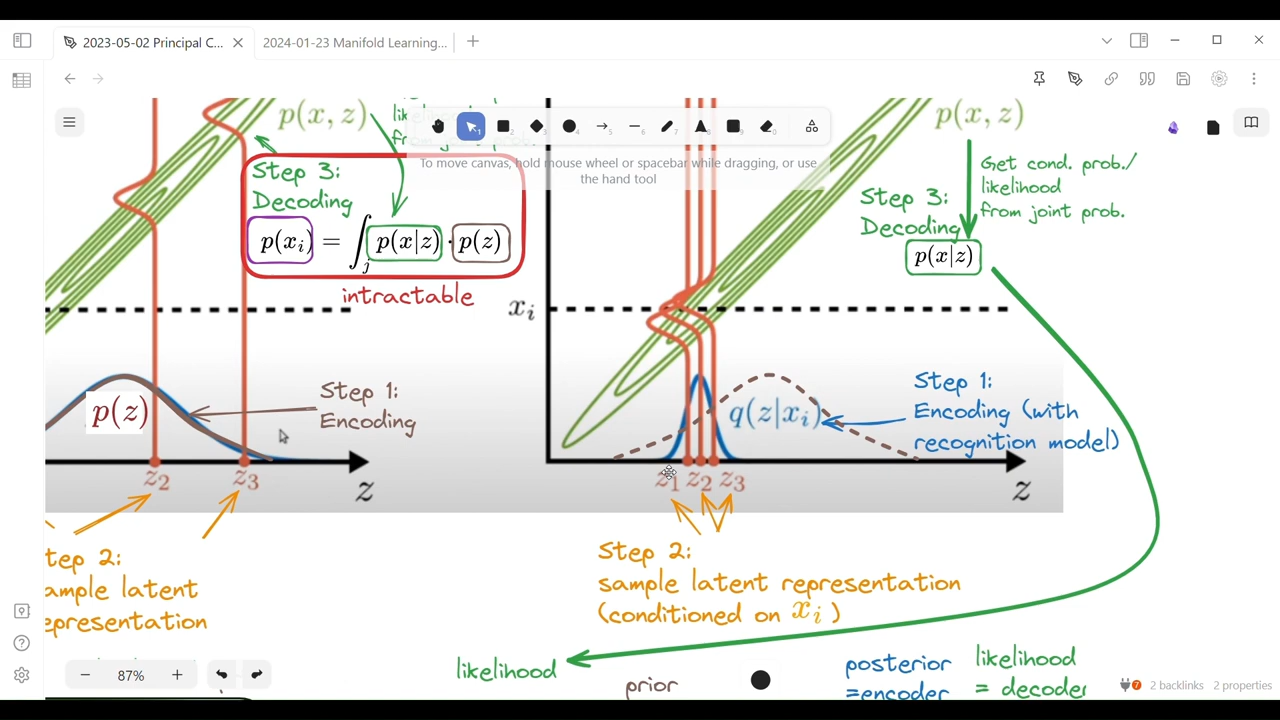 2023-05-02 Principal C...
2024-01-23 Manifold Learning...
To move canvas, hold mouse wheel or spacebar while dragging, or use
the hand tool
p(x, z)
Step 3:
Decoding
p(x_i) = ∫_j p(x|z) · p(z)
intractable
p(z)
Step 1:
Encoding
z_2
z_3
z
tep 2:
ample latent
epresentation
p(x, z)
Get cond. prob./
likelihood
from joint prob.
Step 3:
Decoding
p(x|z)
x_i
q(z|x_i)
Step 1:
Encoding (with
recognition model)
z_1 z_2 z_3
z
Step 2:
sample latent representation
(conditioned on x_i)
likelihood
prior
posterior
=encoder
likelihood
= decoder
87%
7
2 backlinks
2 properties